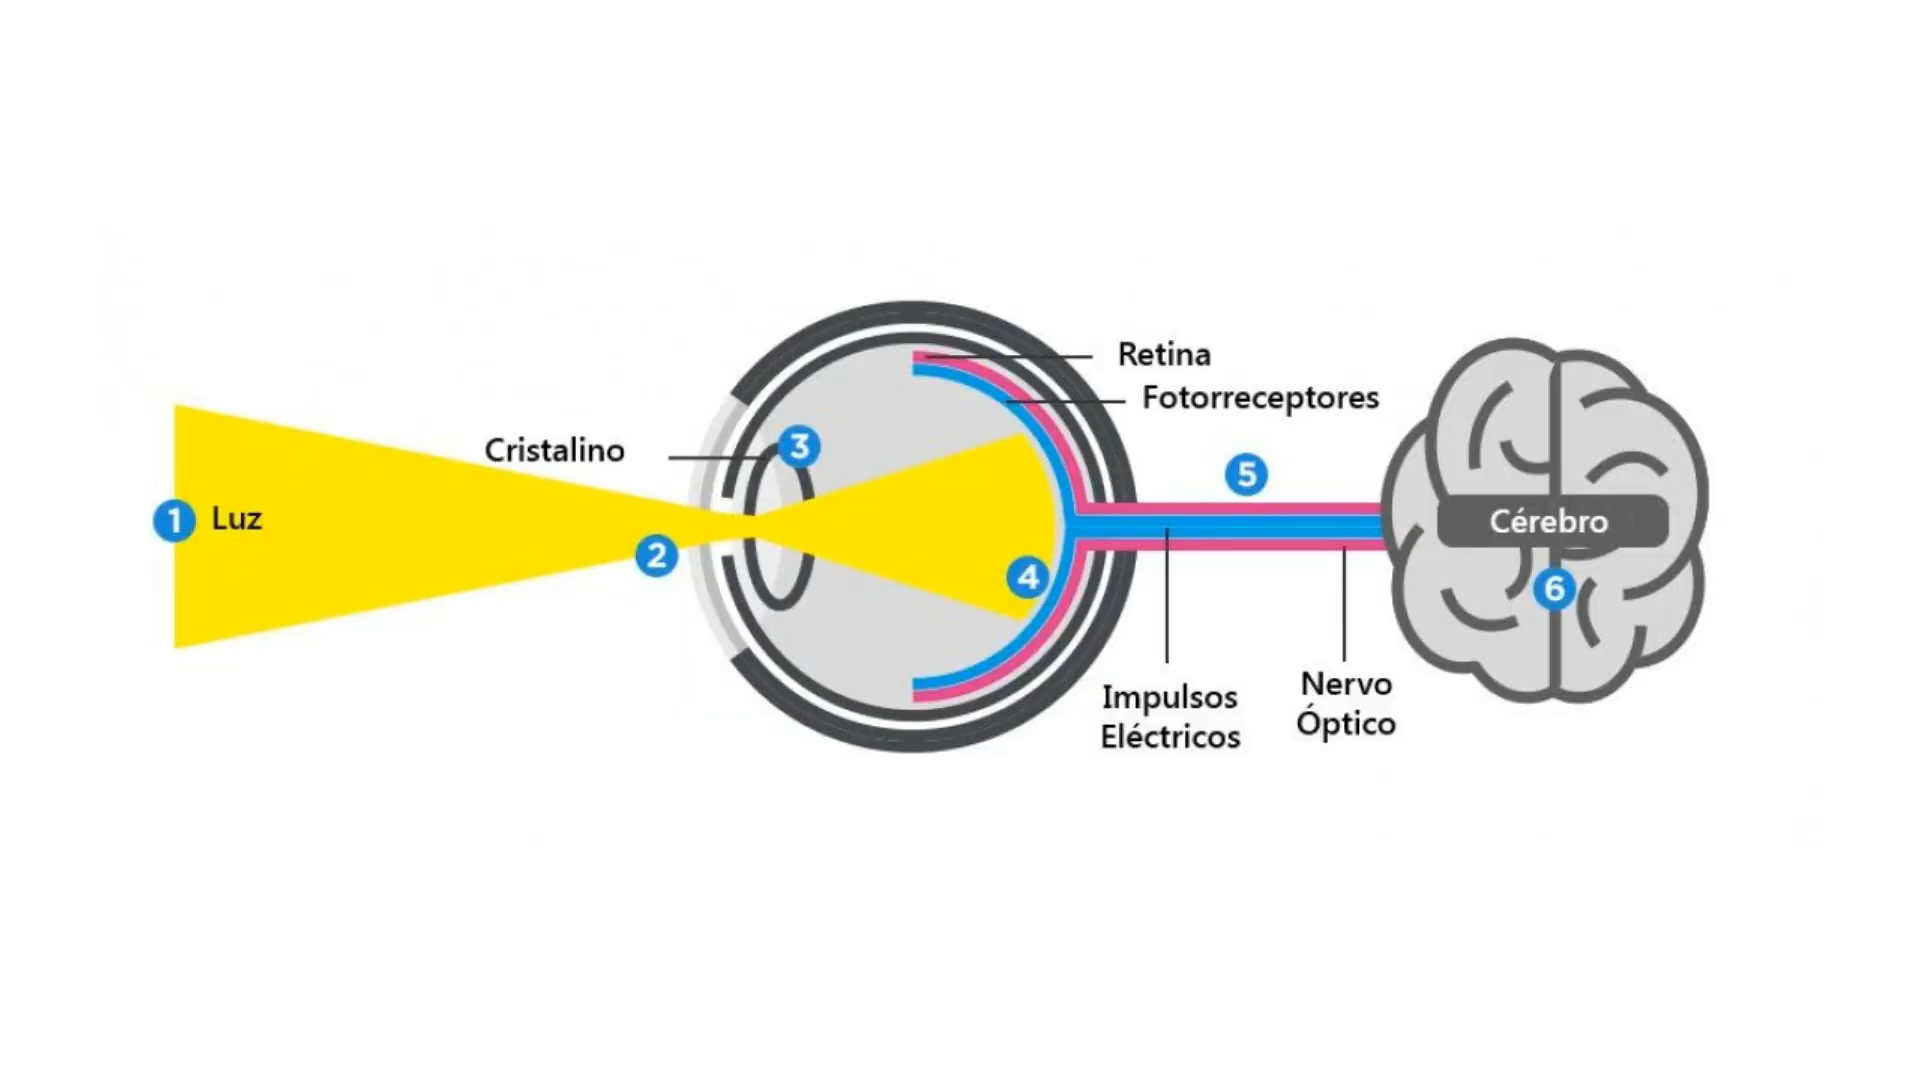 Retina
Fotorreceptores
Cristalino
3
5
1 Luz
Cérebro
2
4
6
Impulsos
Eléctricos
Nervo
Óptico